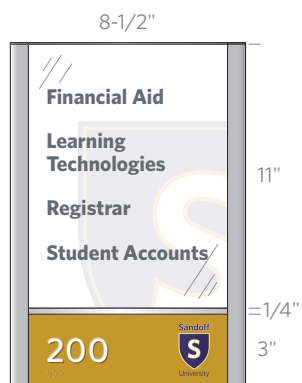 8-1/2"
Financial Aid
Learning
Technologies
Registrar
Student Accounts
11"
1/4"
3"
200
Sandoff
S
University